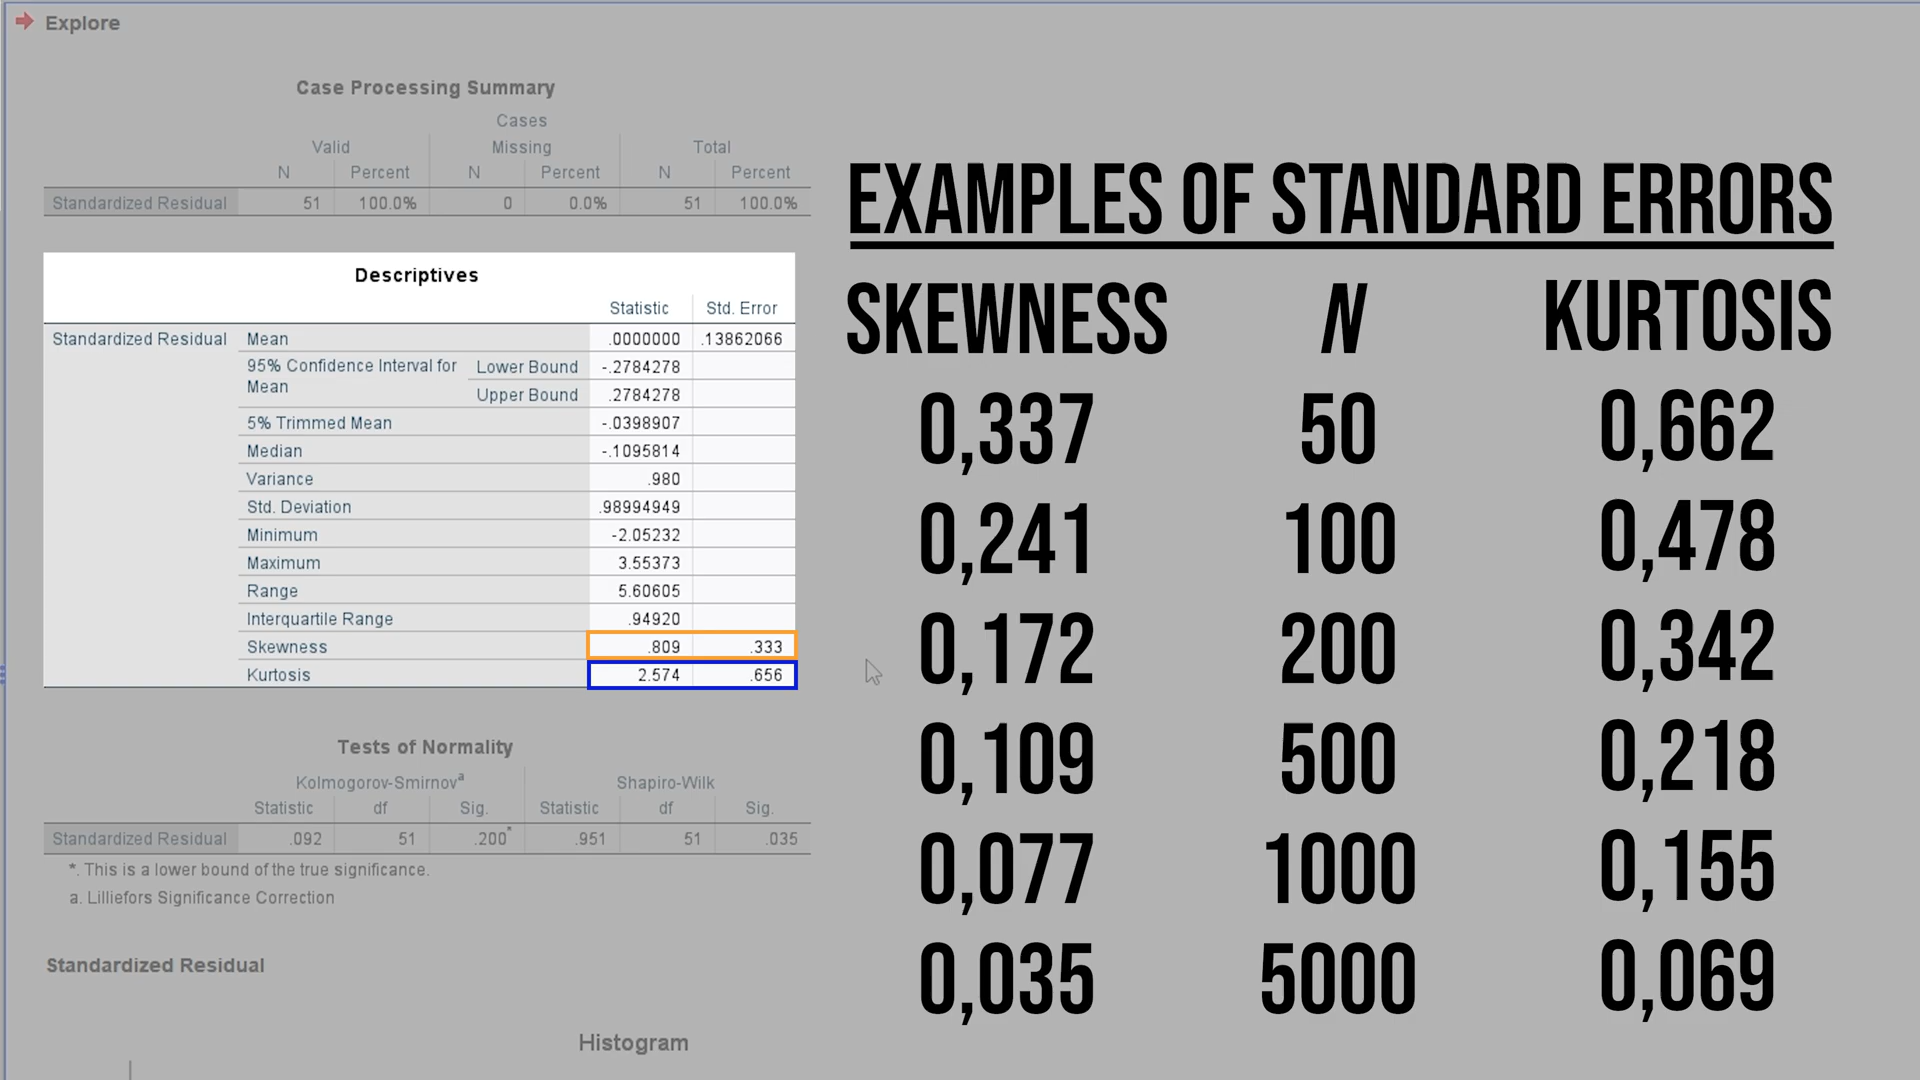 Explore
Case Processing Summary
Cases
Valid Missing Total
N Percent N Percent N Percent
Standardized Residual 51 100.0% 0 0.0% 51 100.0%
Descriptives
Statistic Std. Error
Standardized Residual Mean .0000000 .13862066
95% Confidence Interval for Mean Lower Bound -.2784278
Upper Bound .2784278
5% Trimmed Mean -.0398907
Median -.1095814
Variance .980
Std. Deviation .98994949
Minimum -2.05232
Maximum 3.55373
Range 5.60605
Interquartile Range .94920
Skewness .809 .333
Kurtosis 2.574 .656
Tests of Normality
Kolmogorov-Smirnov a Shapiro-Wilk
Statistic df Sig. Statistic df Sig.
Standardized Residual .092 51 .200* .951 51 .035
*. This is a lower bound of the true significance.
a. Lilliefors Significance Correction
Standardized Residual
Histogram
EXAMPLES OF STANDARD ERRORS
SKEWNESS N KURTOSIS
0,337 50 0,662
0,241 100 0,478
0,172 200 0,342
0,109 500 0,218
0,077 1000 0,155
0,035 5000 0,069